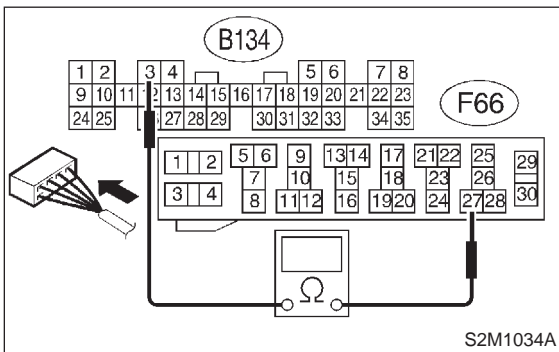 B134
1 2 3 4 5 6 7 8
9 10 11 12 13 14 15 16 17 18 19 20 21 22 23
24 25 27 28 29 30 31 32 33 34 35
F66
1 2 5 6 9 13 14 17 21 22 25 29
7 10 15 18 23 26
3 4 8 11 12 16 19 20 24 27 28 30
Ω
S2M1034A